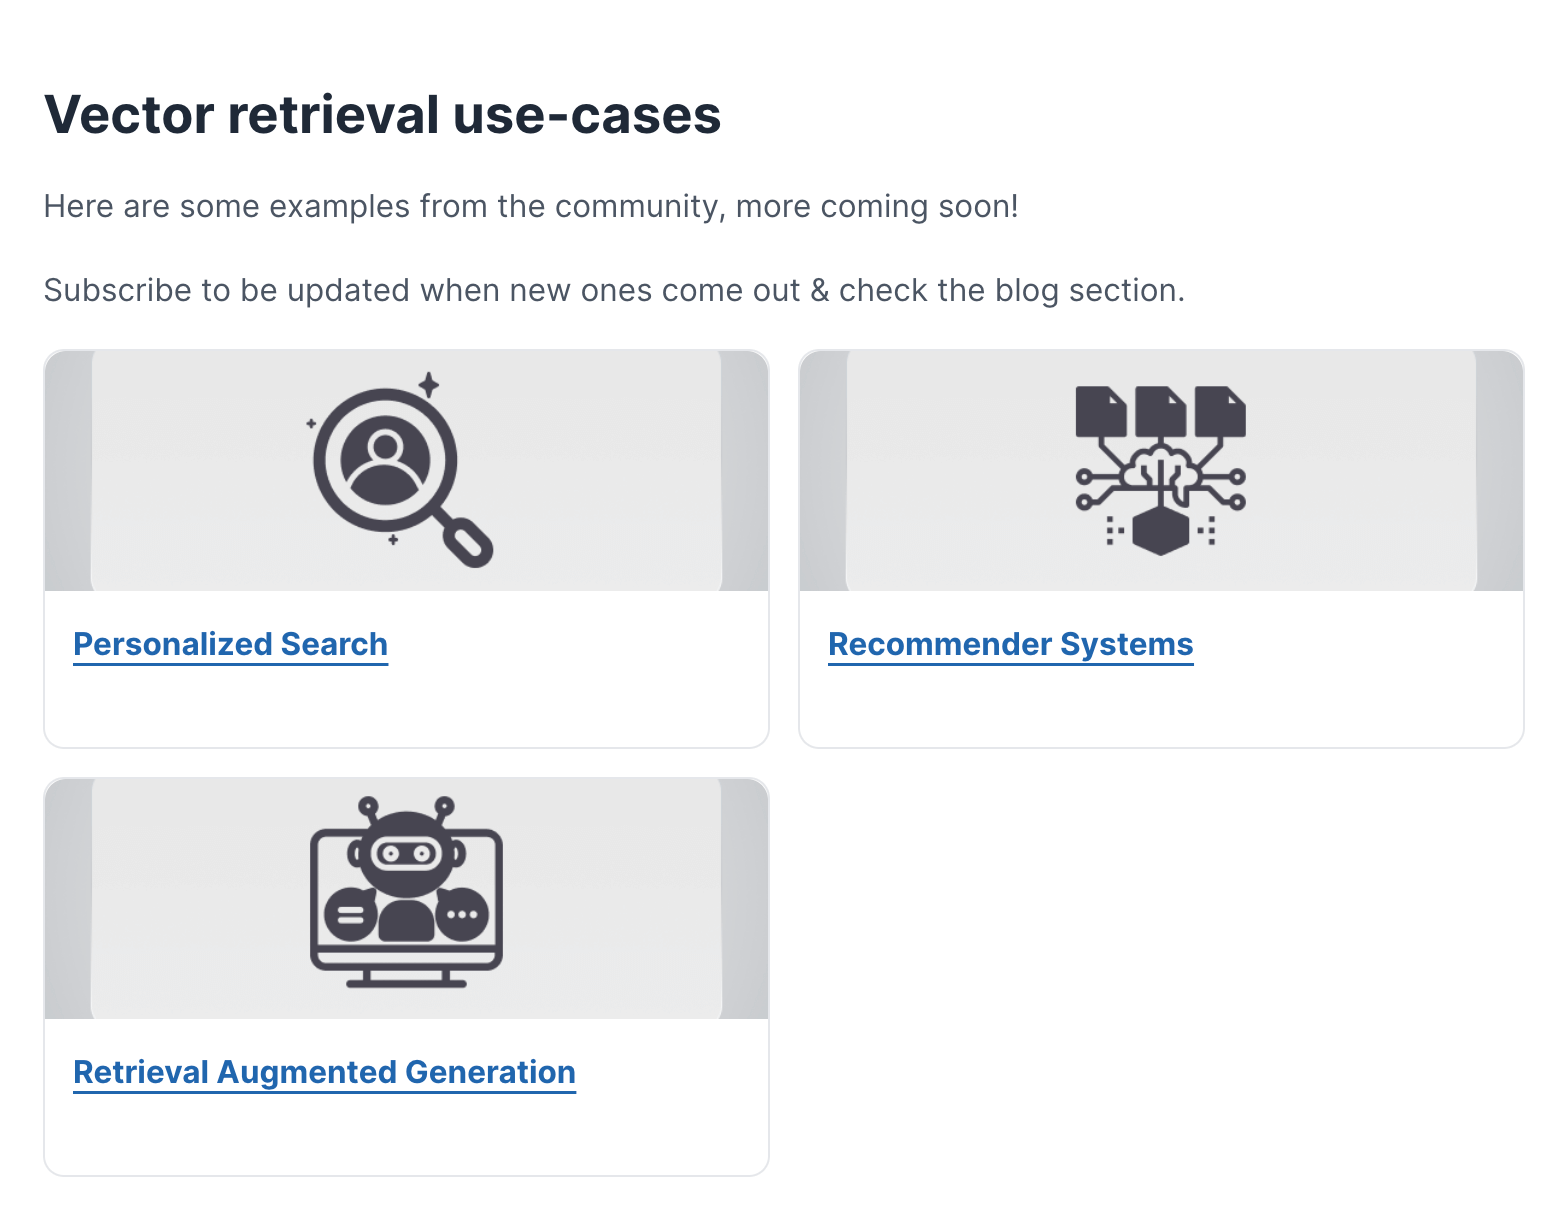 Vector retrieval use-cases
Here are some examples from the community, more coming soon!
Subscribe to be updated when new ones come out & check the blog section.
Personalized Search
Recommender Systems
Retrieval Augmented Generation